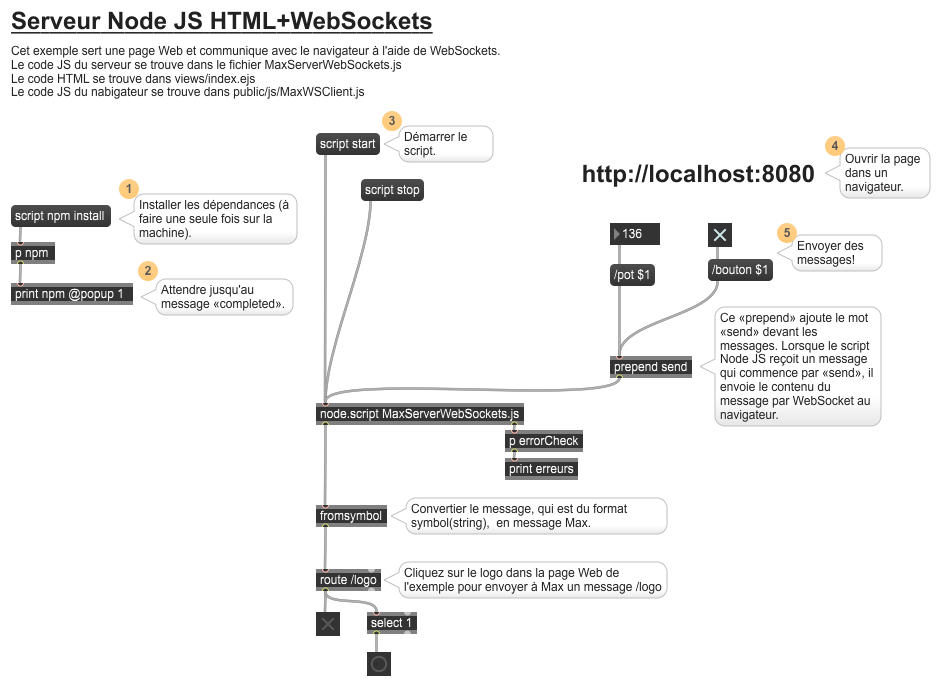 Serveur Node JS HTML+WebSockets
Cet exemple sert une page Web et communique avec le navigateur à l'aide de WebSockets.
Le code JS du serveur se trouve dans le fichier MaxServerWebSockets.js
Le code HTML se trouve dans views/index.ejs
Le code JS du nabigateur se trouve dans public/js/MaxWSClient.js
1
script npm install
Installer les dépendances (à
faire une seule fois sur la
machine).
p npm
2
print npm @popup 1
Attendre jusqu'au
message «completed».
3
script start
Démarrer le
script.
script stop
http://localhost:8080
4
Ouvrir la page
dans un
navigateur.
136
5
Envoyer des
messages!
/pot $1
/bouton $1
Ce «prepend» ajoute le mot
«send» devant les
messages. Lorsque le script
Node JS reçoit un message
qui commence par «send», il
envoie le contenu du
message par WebSocket au
navigateur.
prepend send
node.script MaxServerWebSockets.js
p errorCheck
print erreurs
fromsymbol
Convertier le message, qui est du format
symbol(string),  en message Max.
route /logo
Cliquez sur le logo dans la page Web de
l'exemple pour envoyer à Max un message /logo
select 1